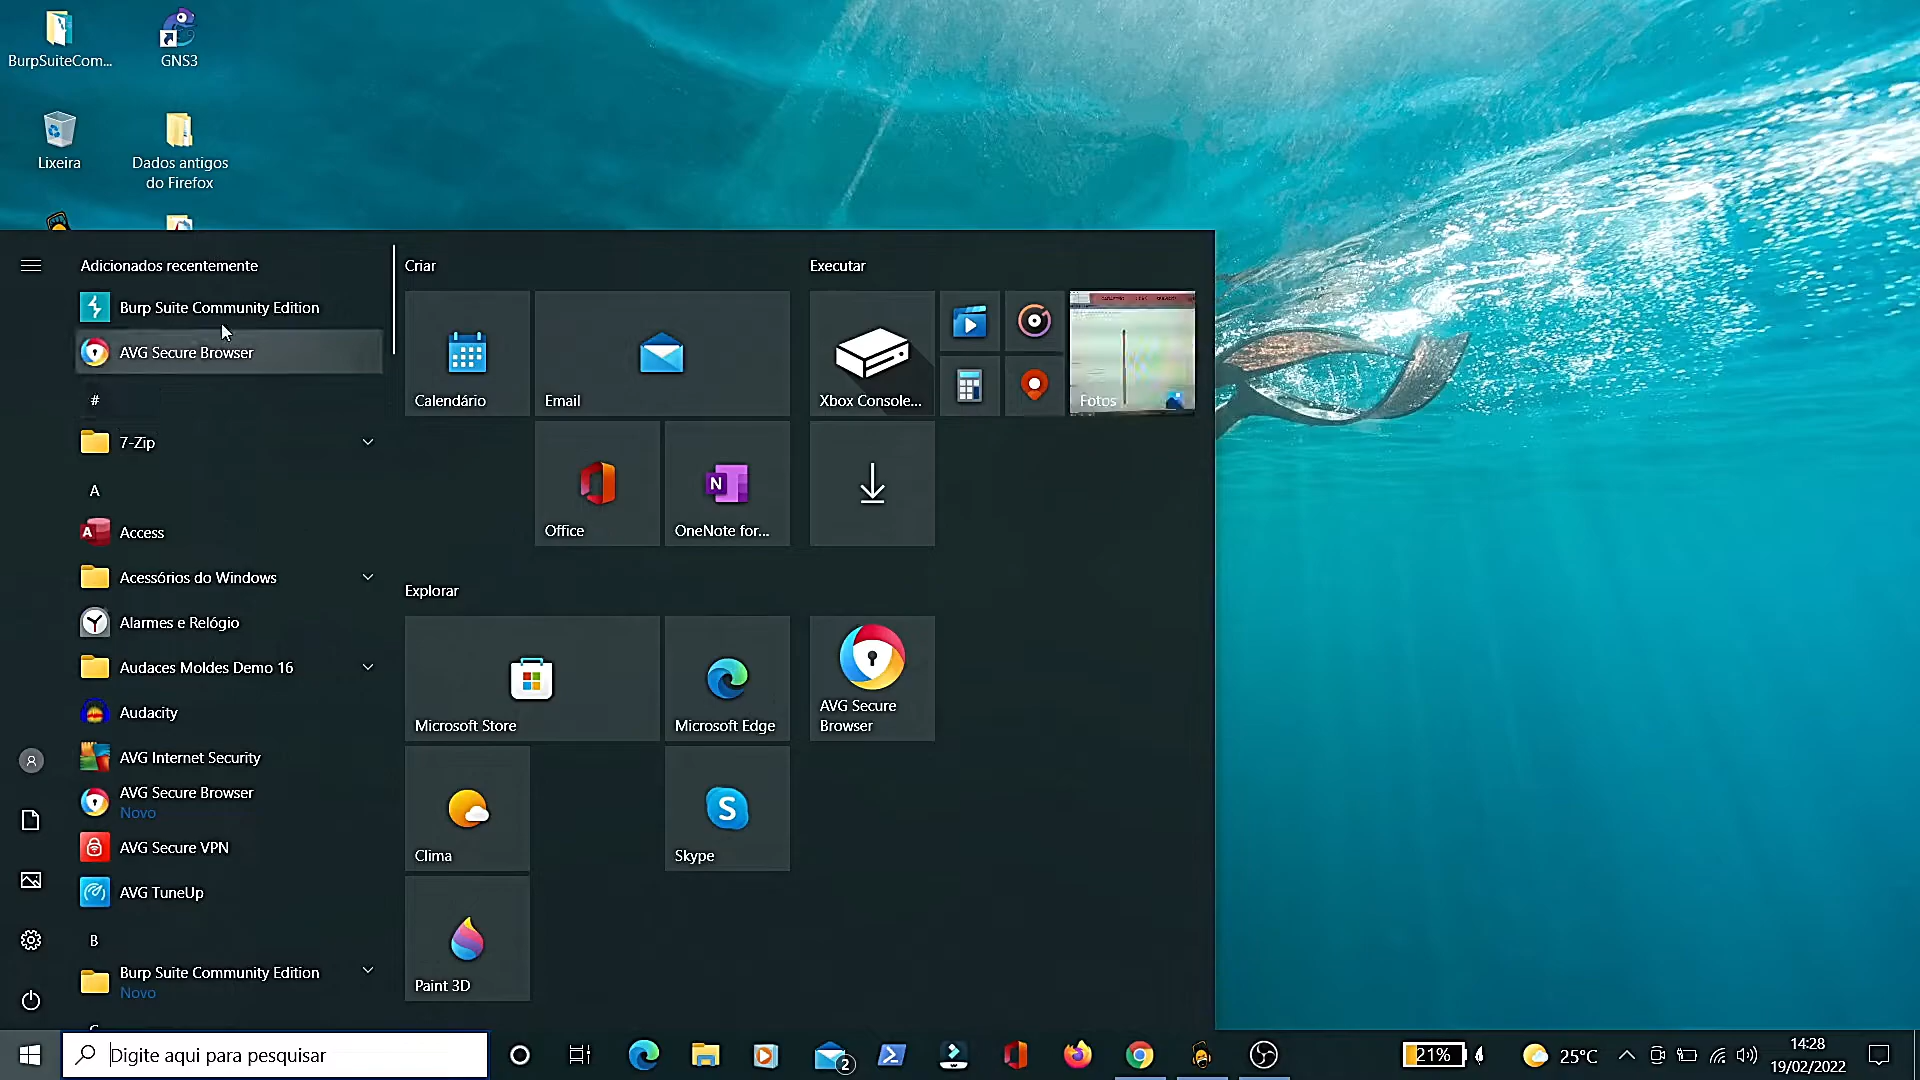 BurpSuiteCom...
GNS3
Lixeira
Dados antigos
do Firefox
Adicionados recentemente
Burp Suite Community Edition
AVG Secure Browser
#
7-Zip
A
Access
Acessórios do Windows
Alarmes e Relógio
Audaces Moldes Demo 16
Audacity
AVG Internet Security
AVG Secure Browser
Novo
AVG Secure VPN
AVG TuneUp
B
Burp Suite Community Edition
Novo
Criar
Calendário
Email
Office
OneNote for...
Executar
Xbox Console...
Fotos
Explorar
Microsoft Store
Microsoft Edge
AVG Secure
Browser
Clima
Skype
Paint 3D
Digite aqui para pesquisar
2
21%
25°C
14:28
19/02/2022